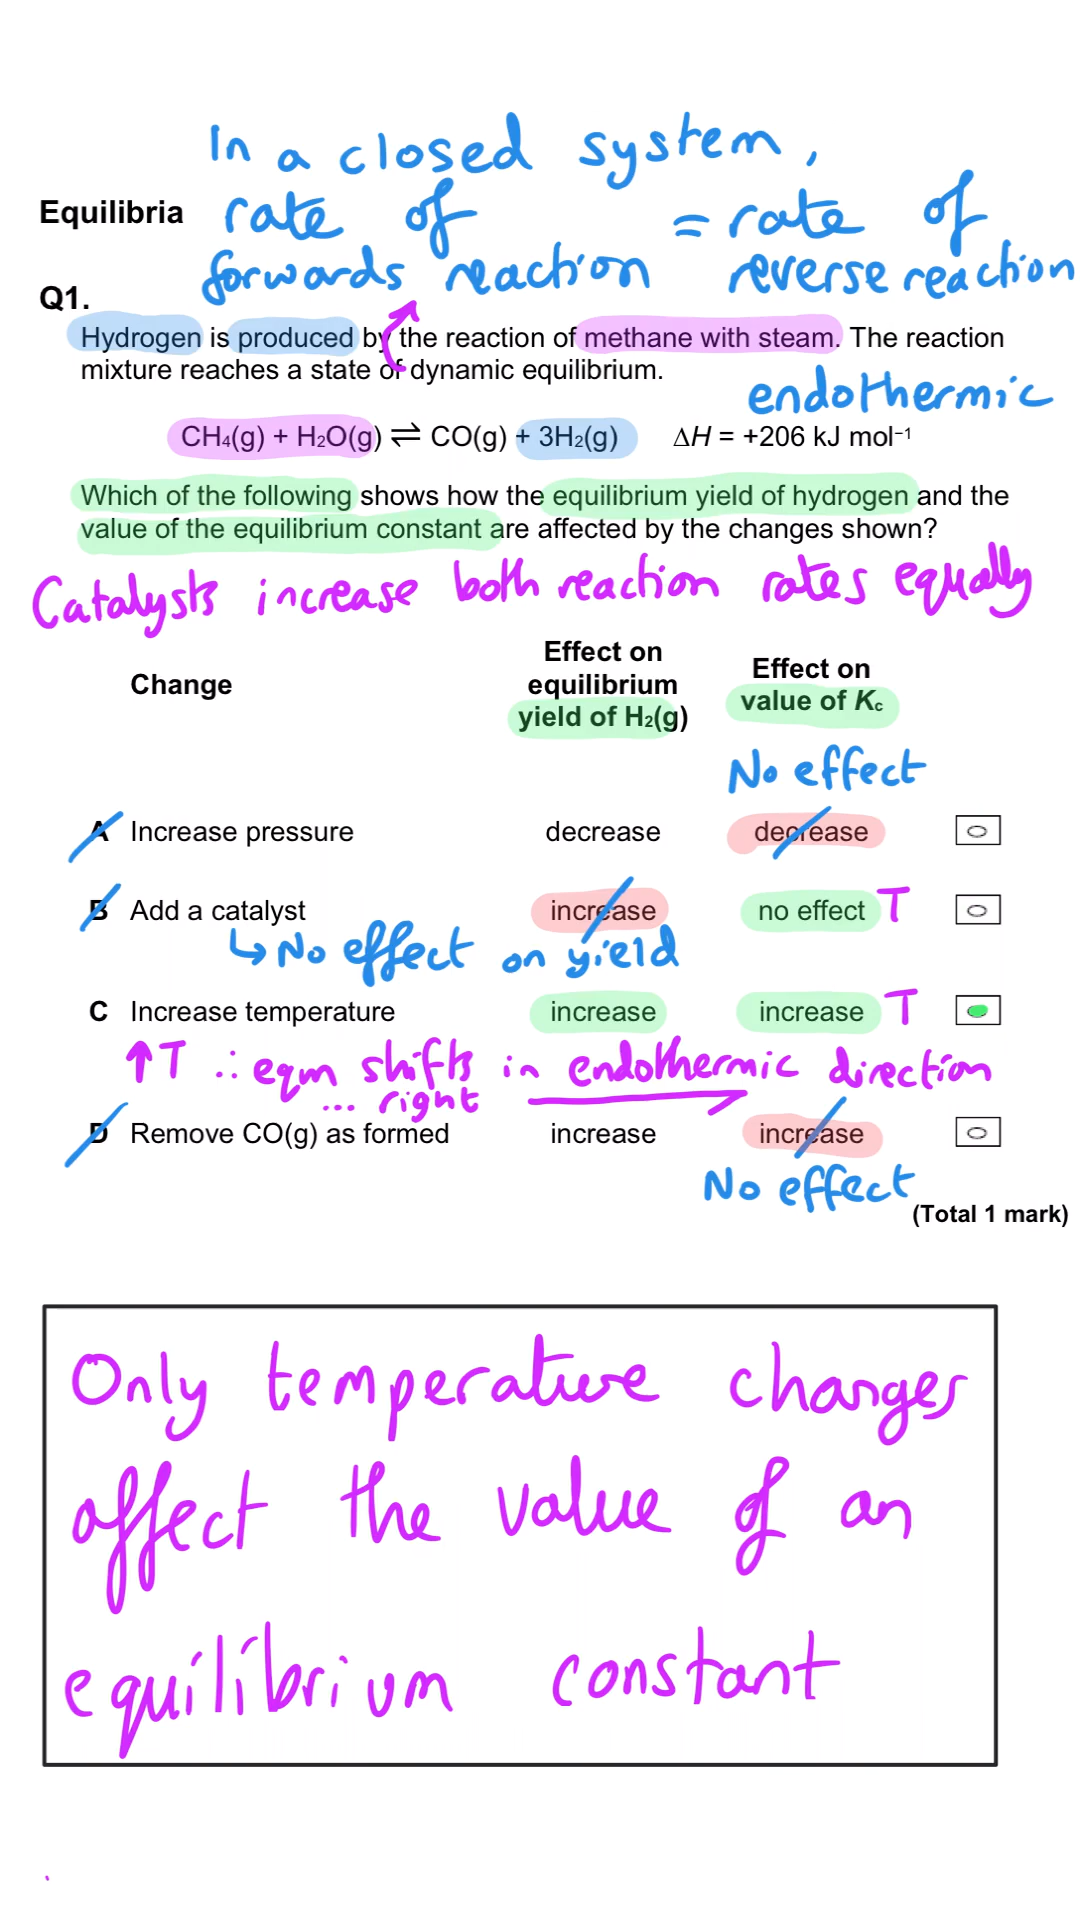 In a closed system,
Equilibria rate of = rate of
forwards reaction reverse reaction
Q1.
Hydrogen is produced by the reaction of methane with steam. The reaction
mixture reaches a state of dynamic equilibrium.
endothermic
CH₄(g) + H₂O(g) ⇌ CO(g) + 3H₂(g) ΔH = +206 kJ mol⁻¹
Which of the following shows how the equilibrium yield of hydrogen and the
value of the equilibrium constant are affected by the changes shown?
Catalysts increase both reaction rates equally
Change
Effect on
equilibrium
yield of H₂(g)
Effect on
value of Kc
No effect
A Increase pressure decrease decrease
B Add a catalyst increase no effect T
↳ No effect on yield
C Increase temperature increase increase T
↑T ∴ eqm shifts in endothermic direction
... right
D Remove CO(g) as formed increase increase
No effect
(Total 1 mark)
Only temperature changes
affect the value of an
equilibrium constant